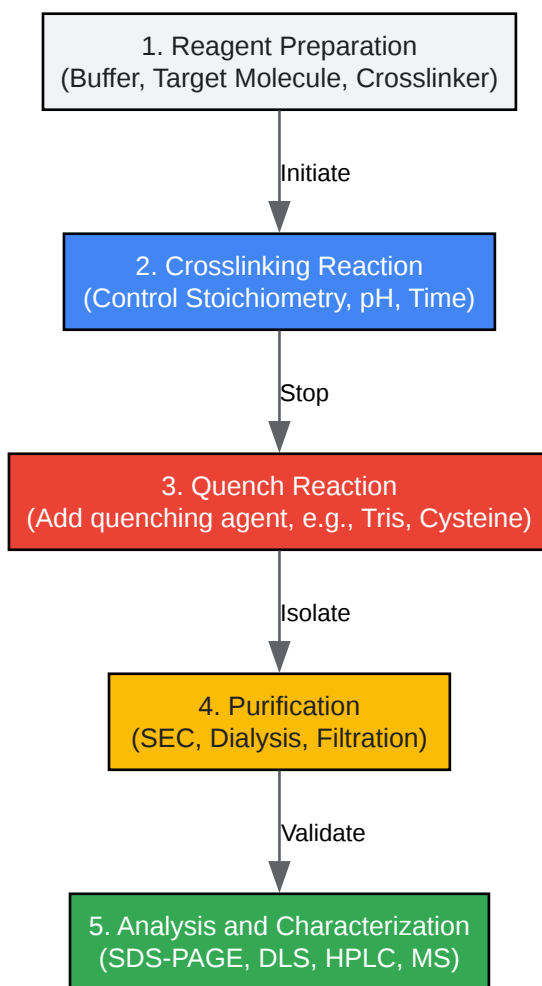 1. Reagent Preparation
(Buffer, Target Molecule, Crosslinker)
Initiate
2. Crosslinking Reaction
(Control Stoichiometry, pH, Time)
Stop
3. Quench Reaction
(Add quenching agent, e.g., Tris, Cysteine)
Isolate
4. Purification
(SEC, Dialysis, Filtration)
Validate
5. Analysis and Characterization
(SDS-PAGE, DLS, HPLC, MS)